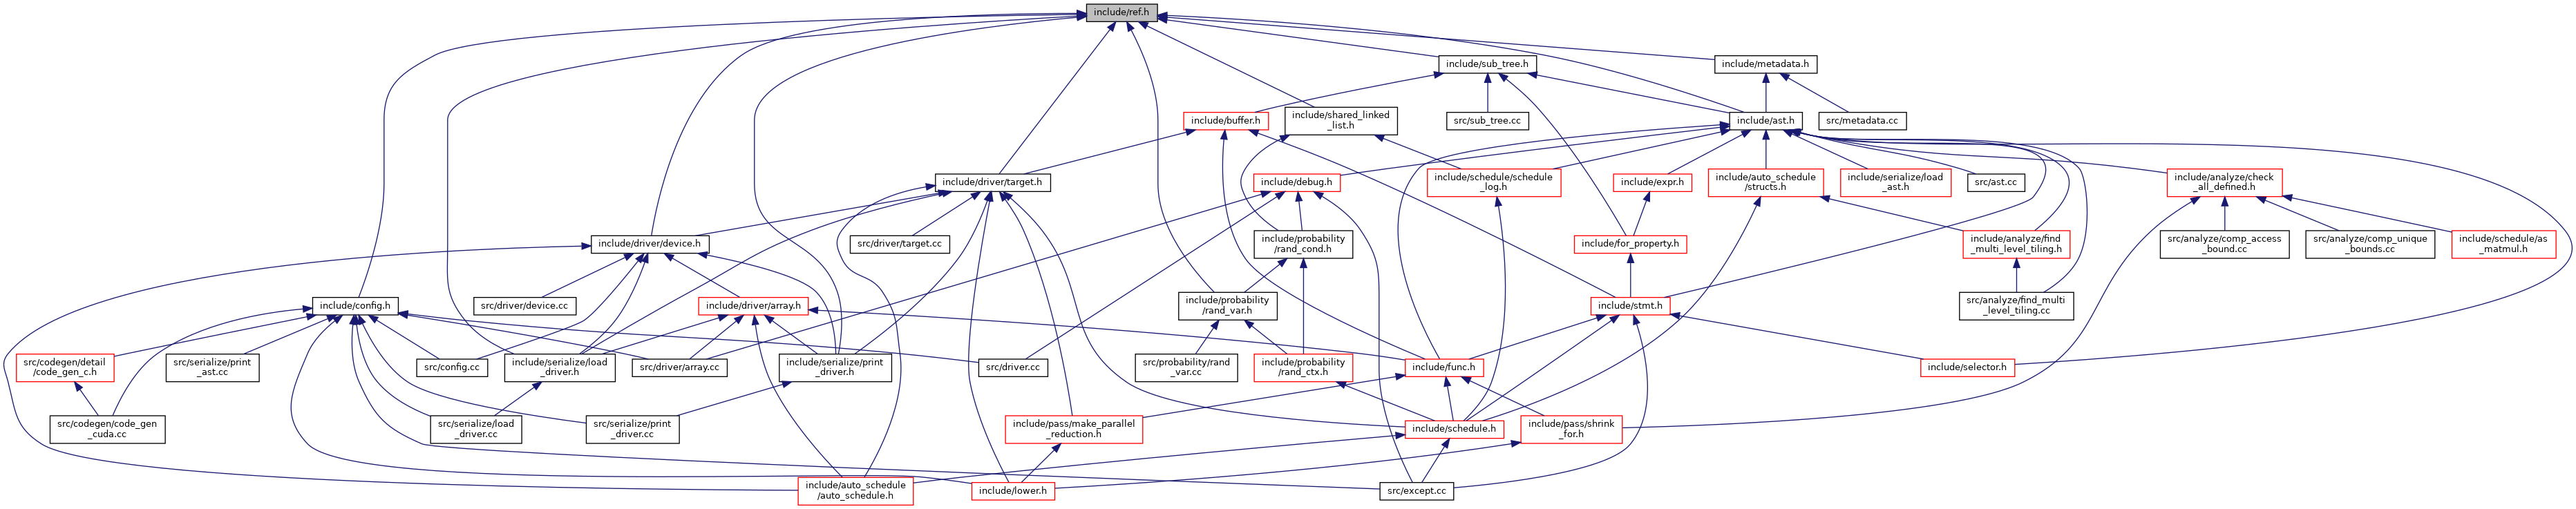 include/ref.h
include/sub_tree.h
include/metadata.h
include/buffer.h
include/shared_linked
_list.h
src/sub_tree.cc
include/ast.h
src/metadata.cc
include/driver/target.h
include/debug.h
include/schedule/schedule
_log.h
include/expr.h
include/auto_schedule
/structs.h
include/serialize/load
_ast.h
src/ast.cc
include/analyze/check
_all_defined.h
include/driver/device.h
src/driver/target.cc
include/probability
/rand_cond.h
include/for_property.h
include/analyze/find
_multi_level_tiling.h
src/analyze/comp_access
_bound.cc
src/analyze/comp_unique
_bounds.cc
include/schedule/as
_matmul.h
include/config.h
src/driver/device.cc
include/driver/array.h
include/probability
/rand_var.h
include/stmt.h
src/analyze/find_multi
_level_tiling.cc
src/codegen/detail
/code_gen_c.h
src/serialize/print
_ast.cc
src/config.cc
include/serialize/load
_driver.h
src/driver/array.cc
include/serialize/print
_driver.h
src/driver.cc
src/probability/rand
_var.cc
include/probability
/rand_ctx.h
include/func.h
include/selector.h
src/codegen/code_gen
_cuda.cc
src/serialize/load
_driver.cc
src/serialize/print
_driver.cc
include/pass/make_parallel
_reduction.h
include/schedule.h
include/pass/shrink
_for.h
include/auto_schedule
/auto_schedule.h
include/lower.h
src/except.cc